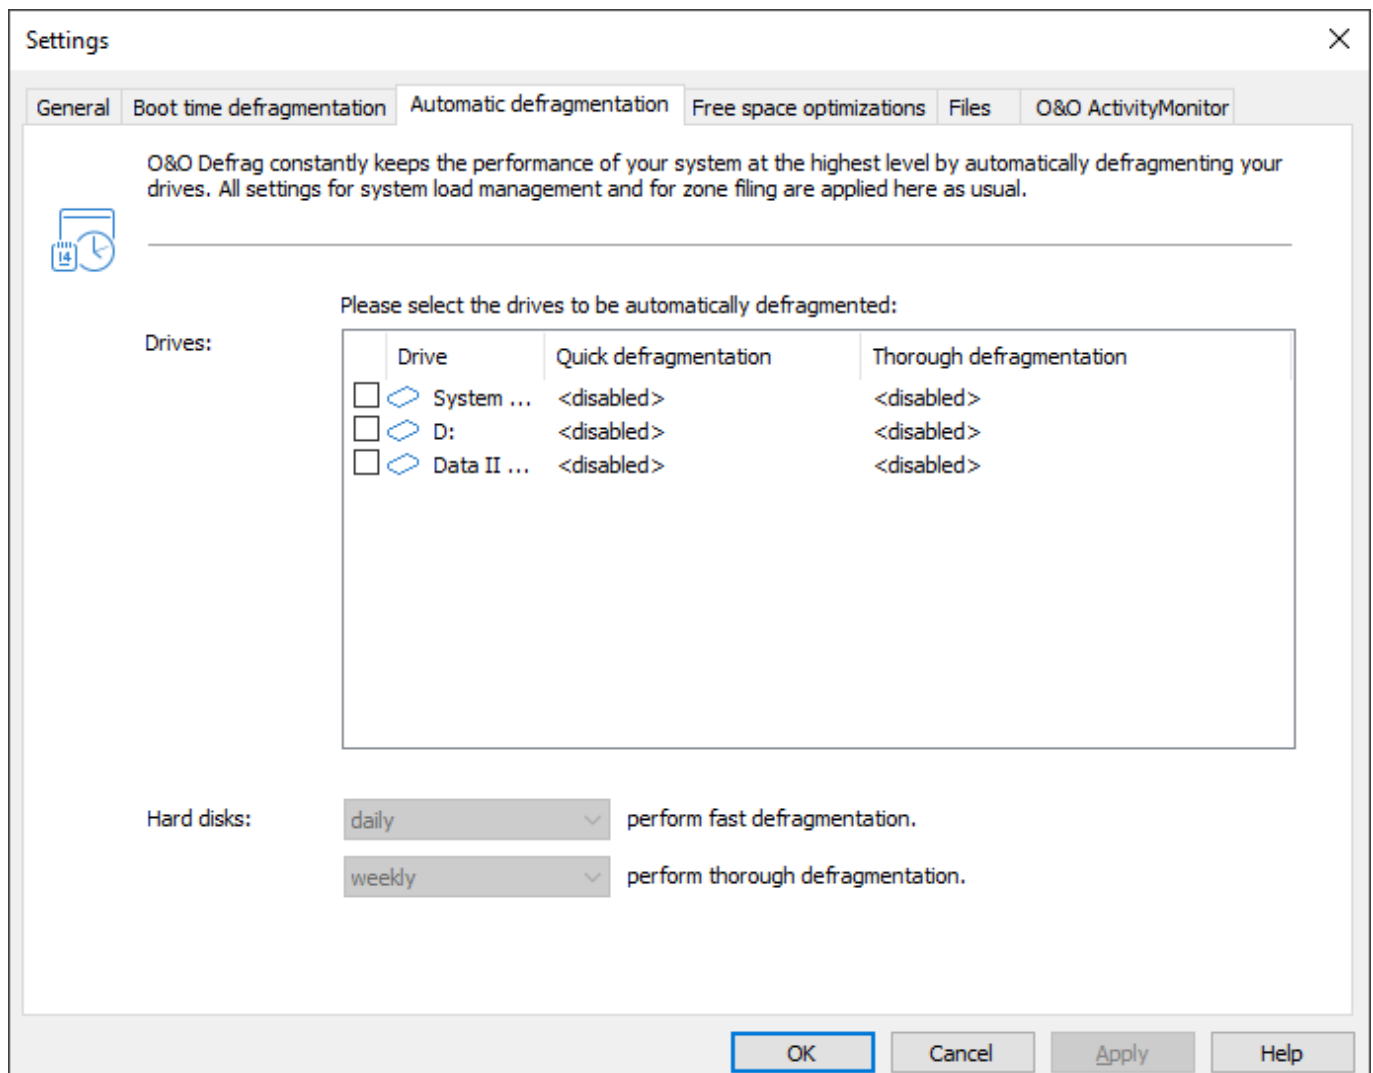 Settings
General Boot time defragmentation Automatic defragmentation Free space optimizations Files O&O ActivityMonitor
O&O Defrag constantly keeps the performance of your system at the highest level by automatically defragmenting your
drives. All settings for system load management and for zone filing are applied here as usual.
14
Please select the drives to be automatically defragmented:
Drives:
Drive Quick defragmentation Thorough defragmentation
System ... <disabled> <disabled>
D: <disabled> <disabled>
Data II ... <disabled> <disabled>
Hard disks: daily perform fast defragmentation.
weekly perform thorough defragmentation.
OK Cancel Apply Help